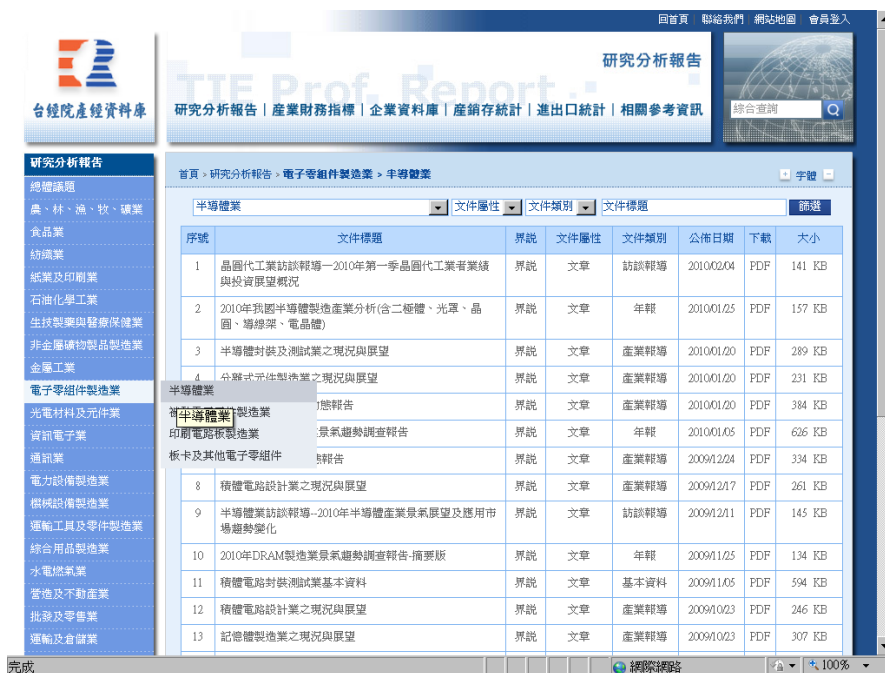 回首頁 聯絡我們 網站地圖 會員登入
台經院產經資料庫
TIE Prof. Report
研究分析報告
研究分析報告 | 產業財務指標 | 企業資料庫 | 產銷存統計 | 進出口統計 | 相關參考資訊
綜合查詢
研究分析報告
總體議題
農、林、漁、牧、礦業
食品業
紡織業
紙業及印刷業
石油化學工業
生技製藥與醫療保健業
非金屬礦物製品製造業
金屬工業
電子零組件製造業
光電材料及元件業
資訊電子業
通訊業
電力設備製造業
機械設備製造業
運輸工具及零件製造業
綜合用品製造業
水電燃氣業
營造及不動產業
批發及零售業
運輸及倉儲業
半導體業
半導體業
印刷電路板製造業
板卡及其他電子零組件
首頁 > 研究分析報告 > 電子零組件製造業 > 半導體業
+ 字體 -
半導體業 文件屬性 文件類別 文件標題 篩選
序號 文件標題 界說 文件屬性 文件類別 公佈日期 下載 大小
1 晶圓代工業訪談報導—2010年第一季晶圓代工業者業績與投資展望概況 界說 文章 訪談報導 2010/02/04 PDF 141 KB
2 2010年我國半導體製造產業分析(含二極體、光罩、晶圓、導線架、電晶體) 界說 文章 年報 2010/01/25 PDF 157 KB
3 半導體封裝及測試業之現況與展望 界說 文章 產業報導 2010/01/20 PDF 289 KB
4 分離式元件製造業之現況與展望 界說 文章 產業報導 2010/01/20 PDF 231 KB
態報告 界說 文章 產業報導 2010/01/20 PDF 384 KB
景氣趨勢調查報告 界說 文章 年報 2010/01/05 PDF 626 KB
態報告 界說 文章 產業報導 2009/12/24 PDF 334 KB
8 積體電路設計業之現況與展望 界說 文章 產業報導 2009/12/17 PDF 261 KB
9 半導體業訪談報導--2010年半導體產業景氣展望及應用市場趨勢變化 界說 文章 訪談報導 2009/12/11 PDF 145 KB
10 2010年DRAM製造業景氣趨勢調查報告-摘要版 界說 文章 年報 2009/11/25 PDF 134 KB
11 積體電路封裝測試業基本資料 界說 文章 基本資料 2009/11/05 PDF 594 KB
12 積體電路設計業之現況與展望 界說 文章 產業報導 2009/10/23 PDF 246 KB
13 記憶體製造業之現況與展望 界說 文章 產業報導 2009/10/23 PDF 307 KB
完成 網際網路 100%